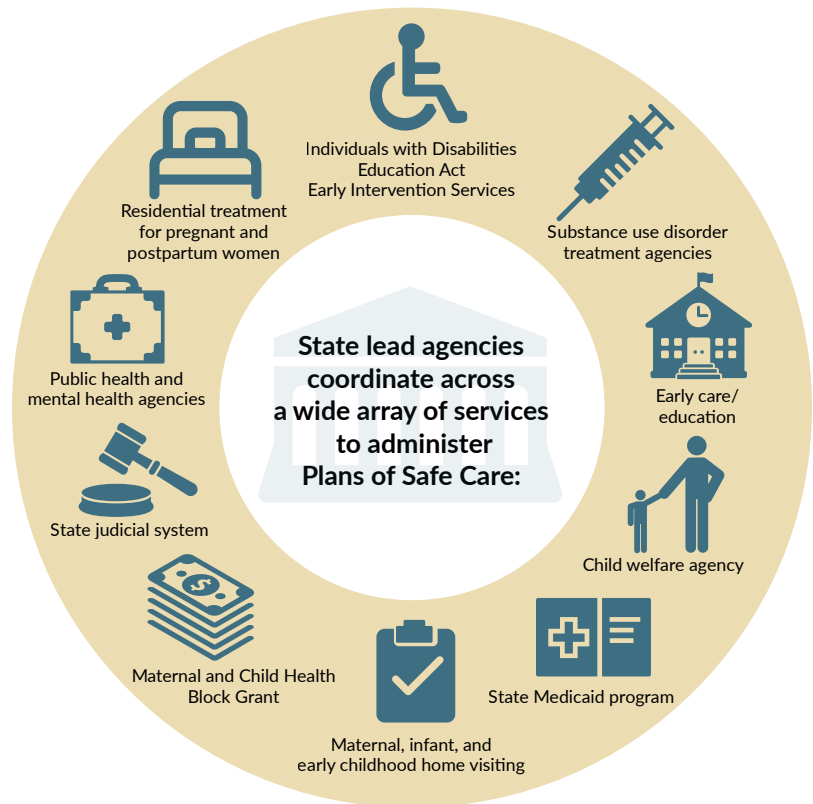 Individuals with Disabilities
Education Act
Early Intervention Services
Substance use disorder
treatment agencies
Early care/
education
Child welfare agency
State Medicaid program
Maternal, infant, and
early childhood home visiting
Maternal and Child Health
Block Grant
State judicial system
Public health and
mental health agencies
Residential treatment
for pregnant and
postpartum women
State lead agencies
coordinate across
a wide array of services
to administer
Plans of Safe Care:
$